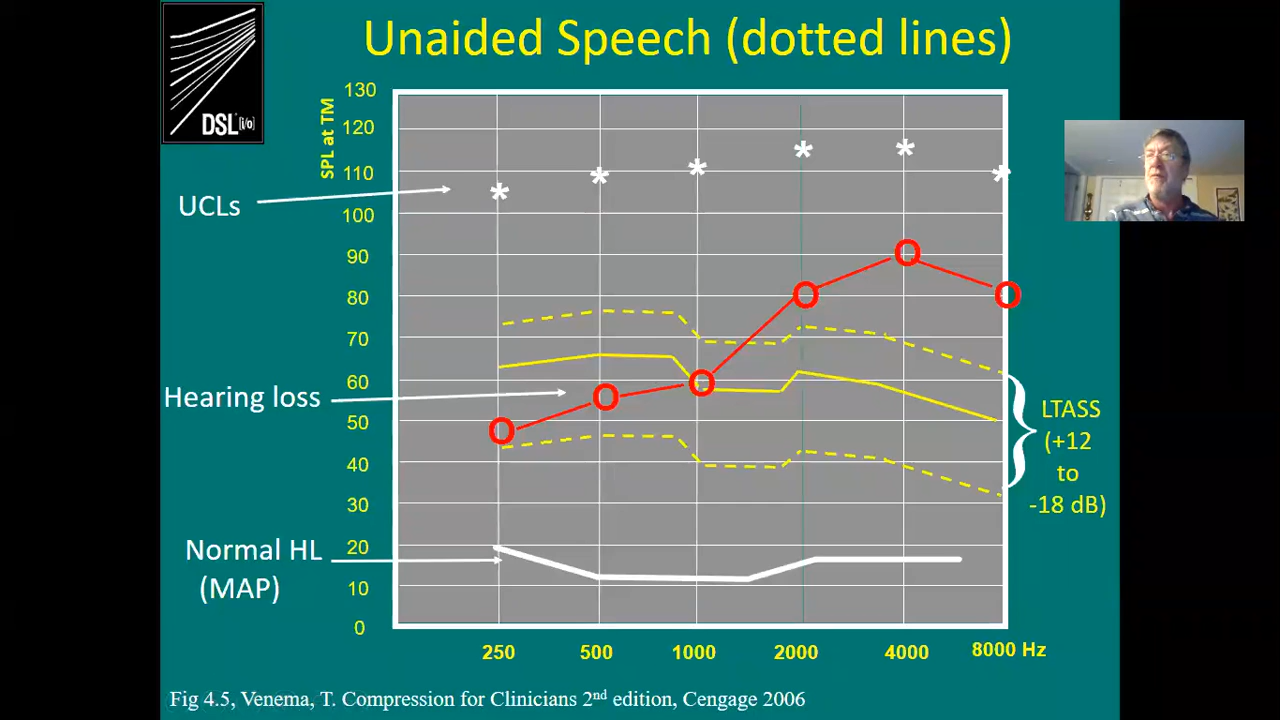 Unaided Speech (dotted lines)
DSL [i/o]
SPL at TM
130
120
110
100
90
80
70
60
50
40
30
20
10
0
UCLs
Hearing loss
Normal HL
(MAP)
LTASS
(+12
to
-18 dB)
250 500 1000 2000 4000 8000 Hz
Fig 4.5, Venema, T. Compression for Clinicians 2nd edition, Cengage 2006